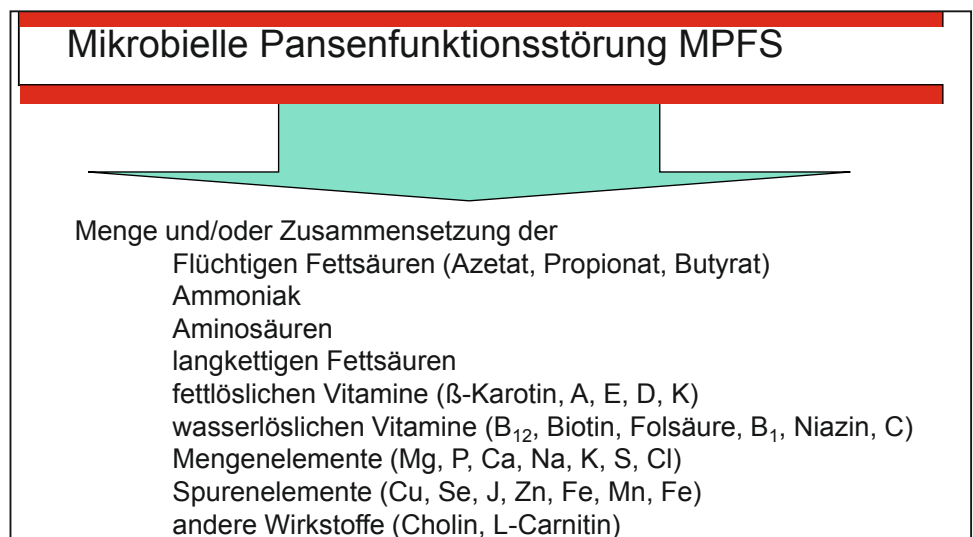 Mikrobielle Pansenfunktionsstörung MPFS
Menge und/oder Zusammensetzung der
Flüchtigen Fettsäuren (Azetat, Propionat, Butyrat)
Ammoniak
Aminosäuren
langkettigen Fettsäuren
fettlöslichen Vitamine (ß-Karotin, A, E, D, K)
wasserlöslichen Vitamine (B₁₂, Biotin, Folsäure, B₁, Niazin, C)
Mengenelemente (Mg, P, Ca, Na, K, S, Cl)
Spurenelemente (Cu, Se, J, Zn, Fe, Mn, Fe)
andere Wirkstoffe (Cholin, L-Carnitin)